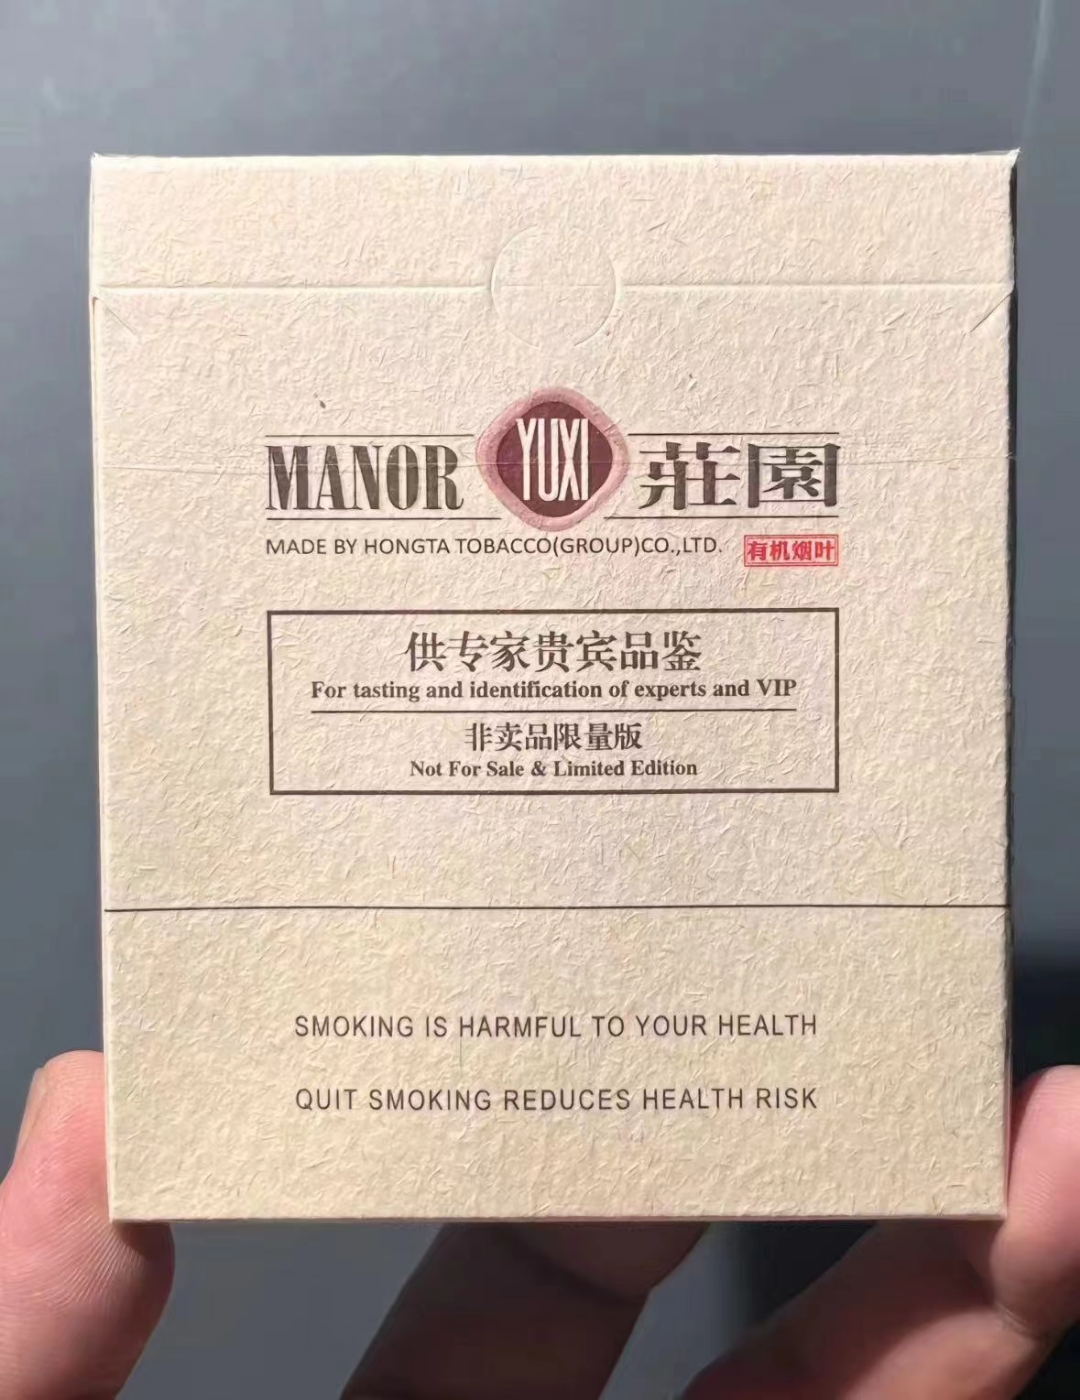 MANOR YUXI 莊園
MADE BY HONGTA TOBACCO(GROUP)CO.,LTD. 有机烟叶
供专家贵宾品鉴
For tasting and identification of experts and VIP
非卖品限量版
Not For Sale & Limited Edition
SMOKING IS HARMFUL TO YOUR HEALTH
QUIT SMOKING REDUCES HEALTH RISK